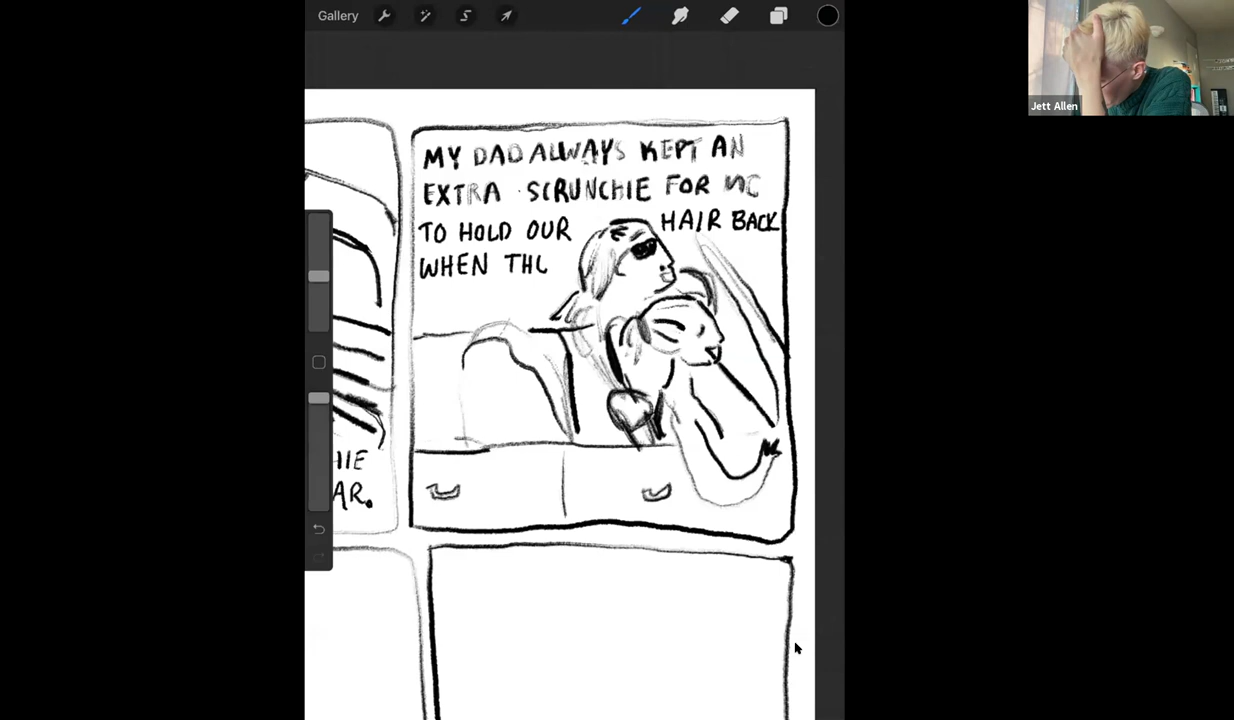 Gallery
Jett Allen
MY DAD ALWAYS KEPT AN
EXTRA SCRUNCHIE FOR ME
TO HOLD OUR HAIR BACK
WHEN TH
HIE
AR.